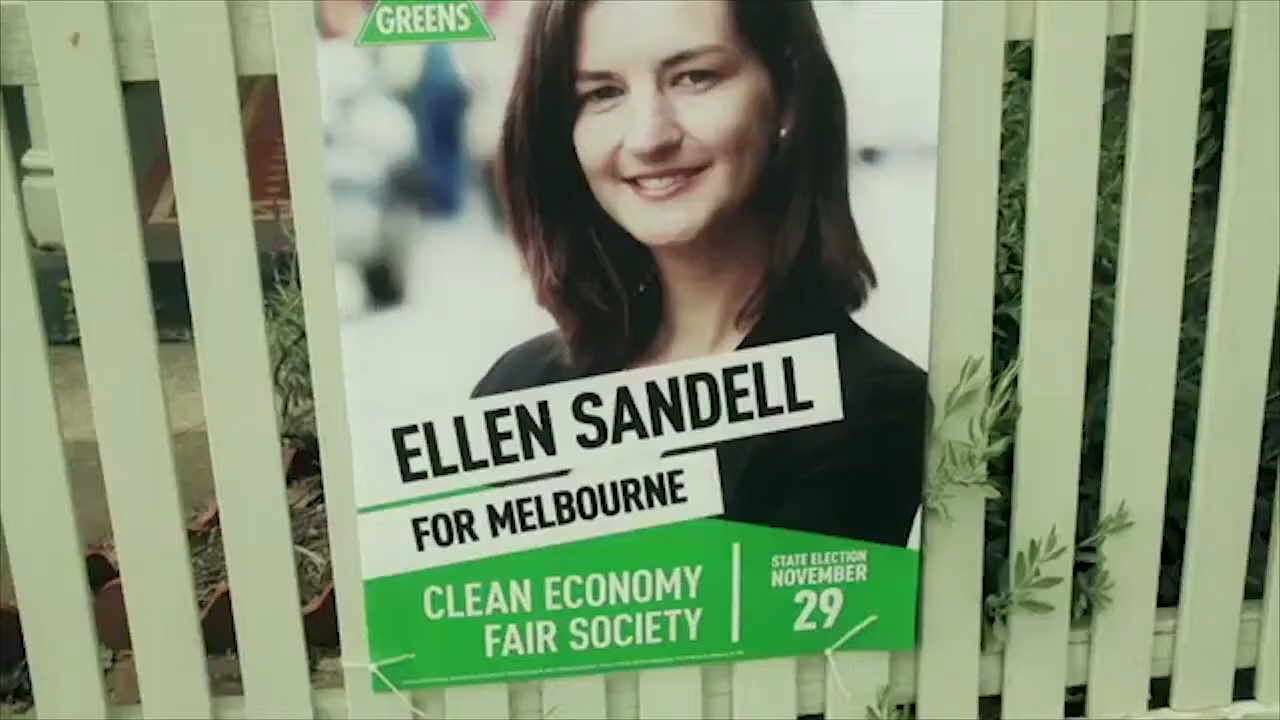 GREENS
ELLEN SANDELL
FOR MELBOURNE
CLEAN ECONOMY
FAIR SOCIETY
STATE ELECTION
NOVEMBER
29